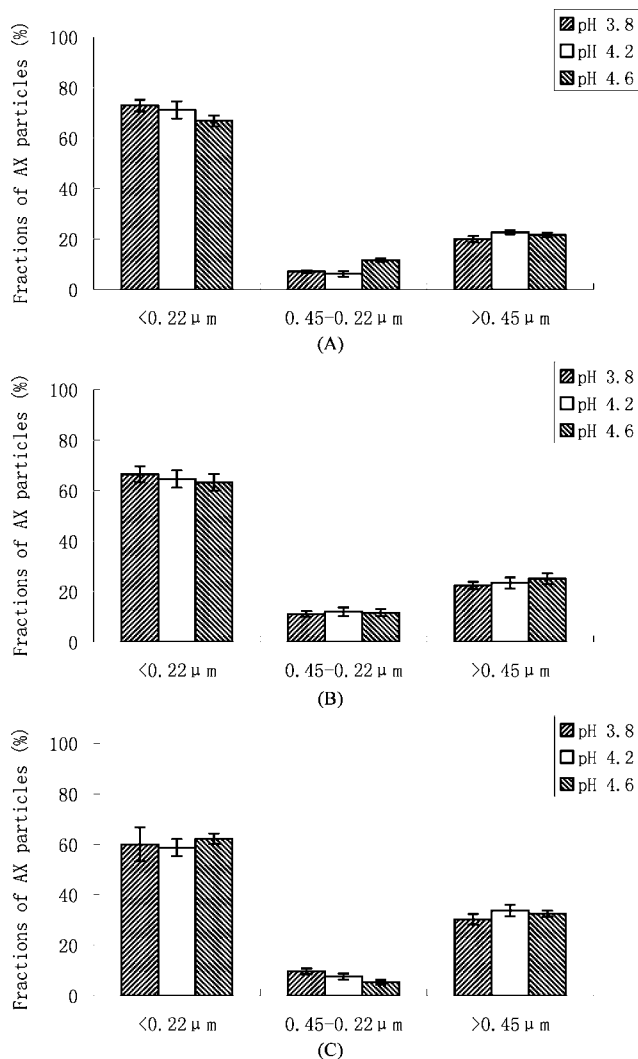 Fractions of AX particles (%)
100
80
60
40
20
0
pH 3.8
pH 4.2
pH 4.6
<0.22μm
0.45-0.22μm
>0.45μm
(A)
Fractions of AX particles (%)
100
80
60
40
20
0
pH 3.8
pH 4.2
pH 4.6
<0.22μm
0.45-0.22μm
>0.45μm
(B)
Fractions of AX particles (%)
100
80
60
40
20
0
pH 3.8
pH 4.2
pH 4.6
<0.22μm
0.45-0.22μm
>0.45μm
(C)